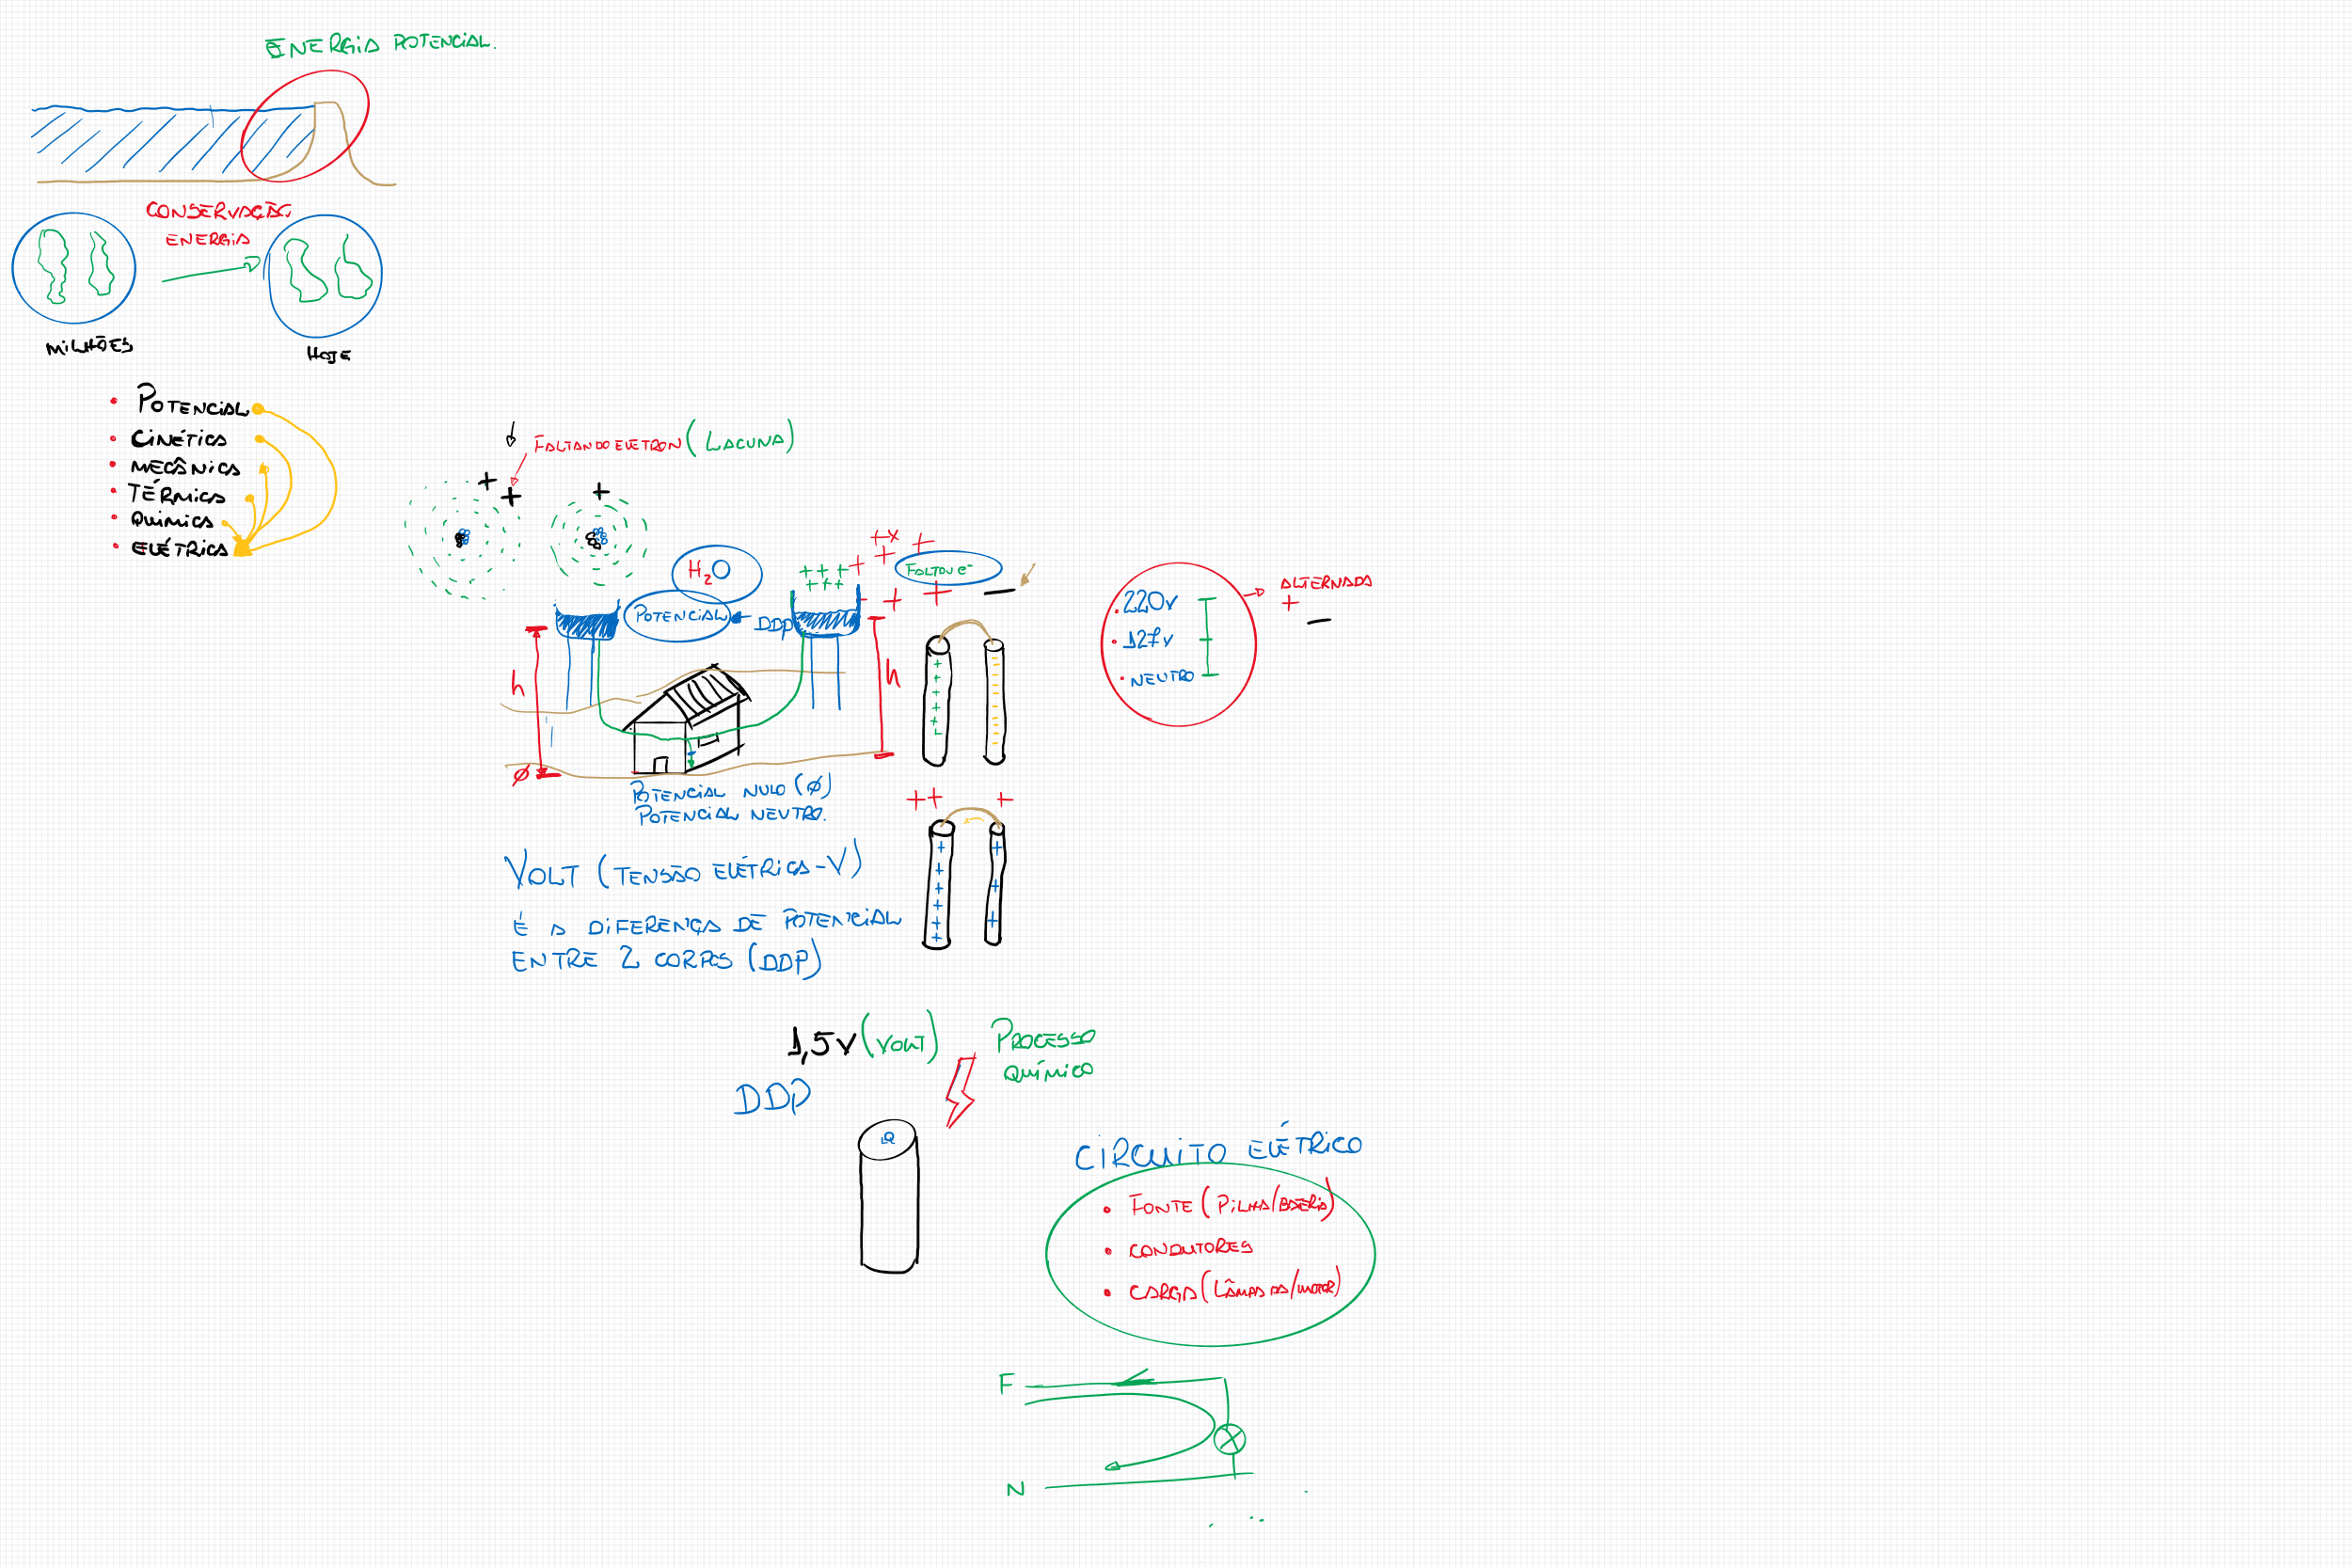 ENERGIA POTENCIAL.
CONSERVAÇÃO
ENERGIA
MILHÕES
HOJE
• POTENCIAL
• CINÉTICA
• MECÂNICA
• TÉRMICA
• QUÍMICA
• ELÉTRICA
FALTANDO ELÉTRON (LACUNA)
+
+
+
H₂O
POTENCIAL
DDP
+ + +
+ + +
FALTOU e-
h
h
ø
POTENCIAL NULO (ø)
POTENCIAL NEUTRO.
• 220V
• 127V
• NEUTRO
ALTERNADA
+
-
VOLT (TENSÃO ELÉTRICA - V)
É A DIFERENÇA DE POTENCIAL
ENTRE 2 CORPOS (DDP)
1,5V (VOLT)
DDP
PROCESSO
QUÍMICO
CIRCUITO ELÉTRICO
• FONTE (PILHA/BATERIA)
• CONDUTORES
• CARGA (LÂMPADA/MOTOR)
F
N